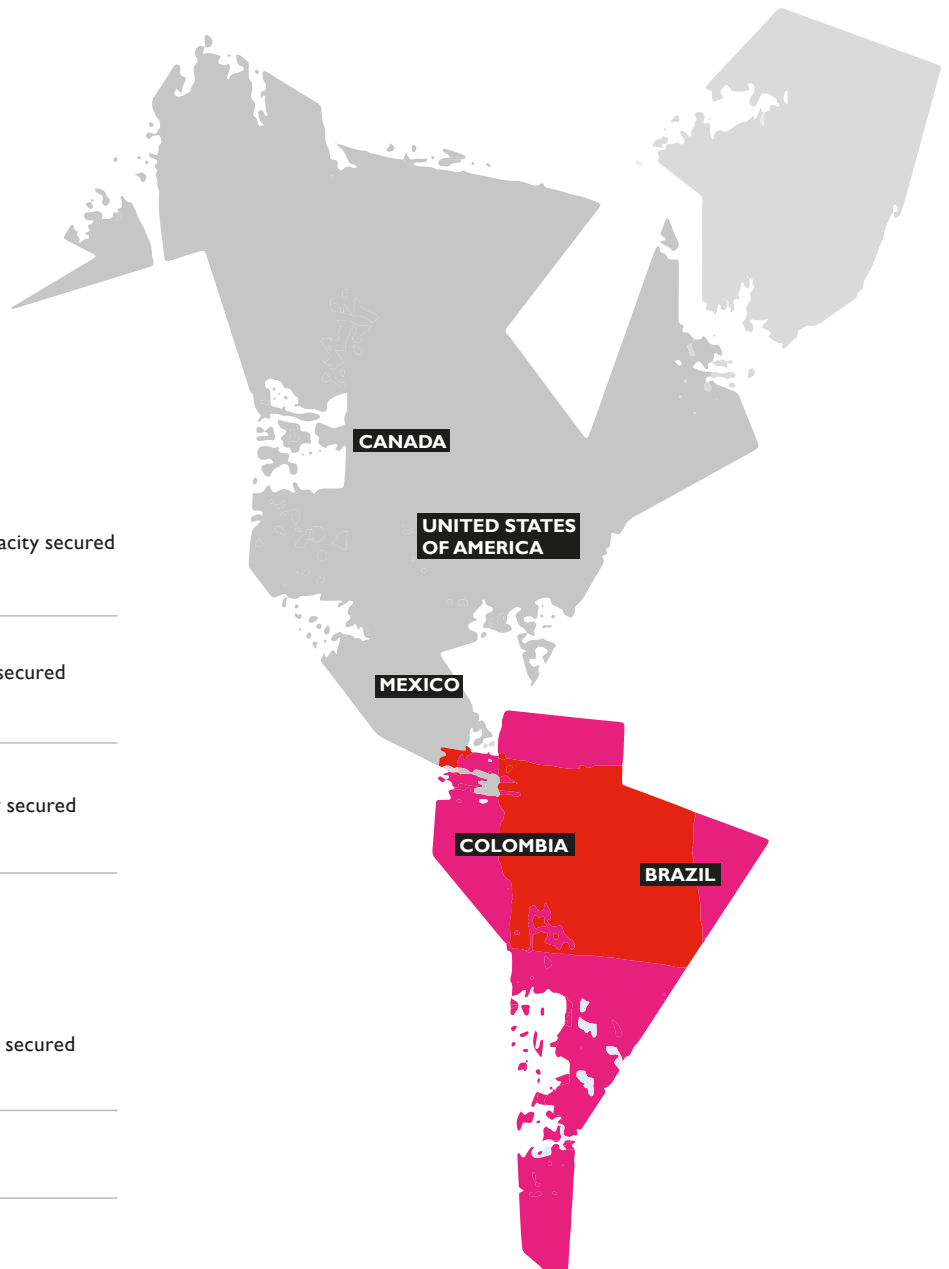 CANADA
UNITED STATES
OF AMERICA
acity secured
secured
MEXICO
secured
COLOMBIA
BRAZIL
secured